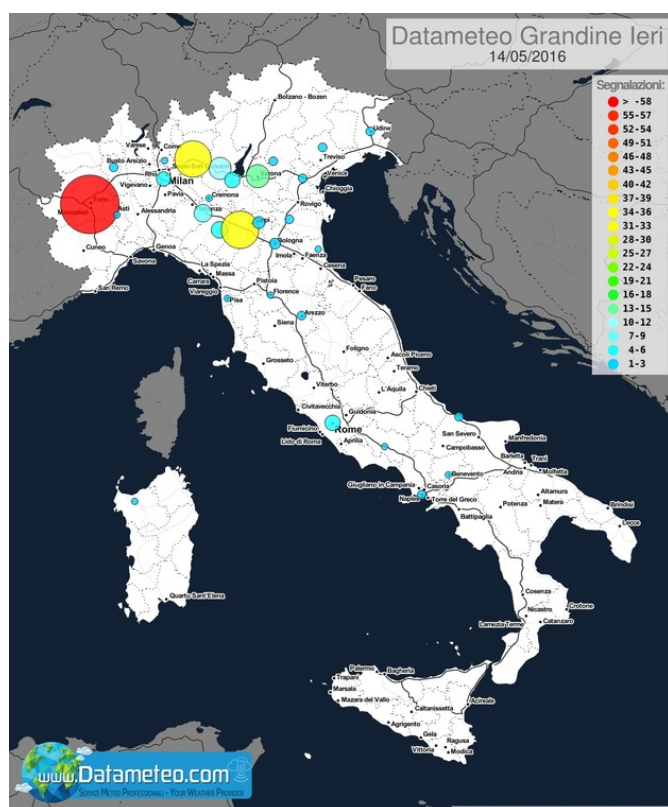 Datameteo Grandine Ieri
14/05/2016
Segnalazioni:
> -58
55-57
52-54
49-51
46-48
43-45
40-42
37-39
34-36
31-33
28-30
25-27
22-24
19-21
16-18
13-15
10-12
7-9
4-6
1-3
Bolzano - Bozen
Udine
Varese
Como
Busto Arsizio
Treviso
Milan
Verona
Venice
Vigevano
Chioggia
Pavia
Cremona
Rovigo
Asti
Alessandria
Moncalieri
Cuneo
Genoa
Savona
Bologna
Imola
Faenza
Cesena
La Spezia
Massa
Carrara
Viareggio
San Remo
Pistoia
Pesaro
Fano
Pisa
Florence
Arezzo
Siena
Grosseto
Foligno
Ascoli Piceno
Teramo
Viterbo
L'Aquila
Chieti
Civitavecchia
Guidonia
Rome
Fiumicino
Lido di Roma
Aprilia
San Severo
Manfredonia
Campobasso
Barletta
Trani
Andria
Molfetta
Benevento
Giugliano in Campania
Casoria
Naples
Torre del Greco
Battipaglia
Potenza
Altamura
Matera
Brindisi
Lecce
Quartu Sant'Elena
Cosenza
Nicastro
Crotone
Lamezia Terme
Catanzaro
Palermo
Bagheria
Trapani
Marsala
Mazara del Vallo
Caltanissetta
Acireale
Agrigento
Gela
Ragusa
Vittoria
Modica
www.Datameteo.com
SERVIZI METEO PROFESSIONALI - YOUR WEATHER PROVIDER